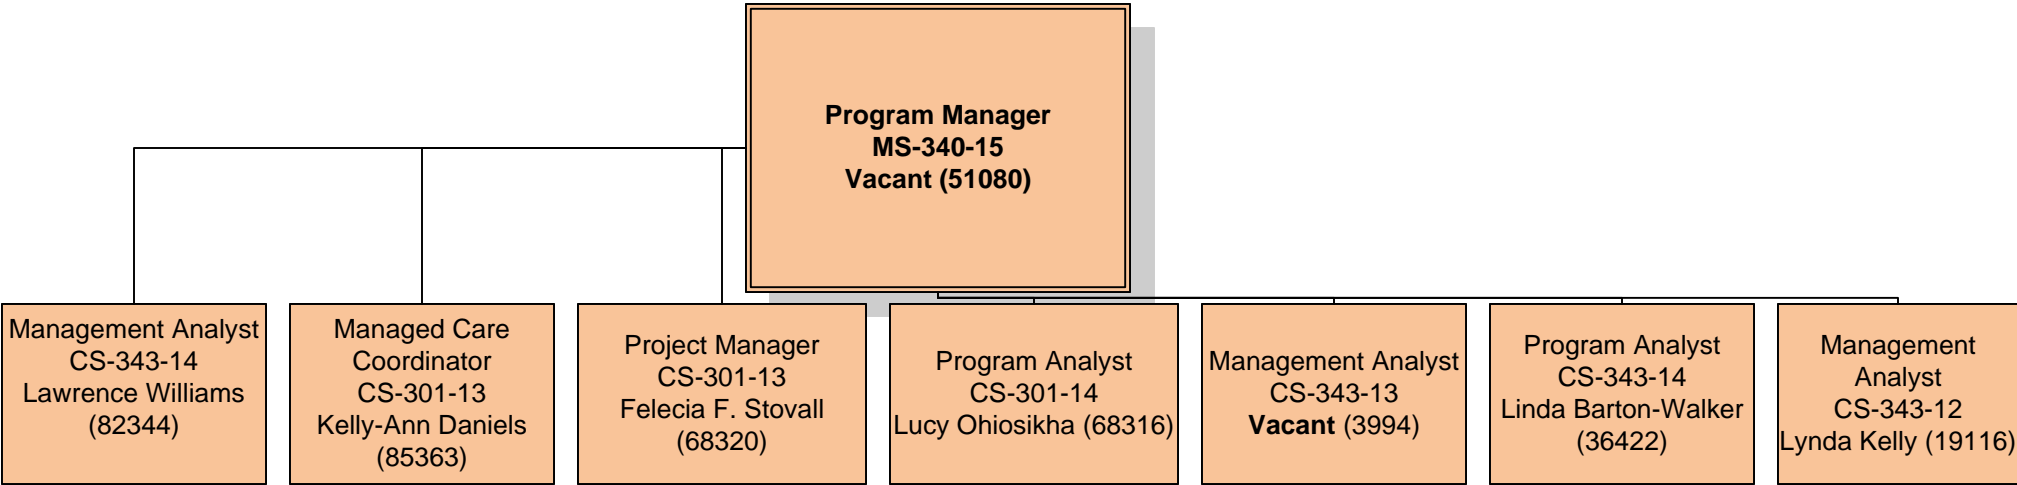 Program Manager
MS-340-15
Vacant (51080)
Management Analyst
CS-343-14
Lawrence Williams
(82344)
Managed Care
Coordinator
CS-301-13
Kelly-Ann Daniels
(85363)
Project Manager
CS-301-13
Felecia F. Stovall
(68320)
Program Analyst
CS-301-14
Lucy Ohiosikha (68316)
Management Analyst
CS-343-13
Vacant (3994)
Program Analyst
CS-343-14
Linda Barton-Walker
(36422)
Management
Analyst
CS-343-12
Lynda Kelly (19116)